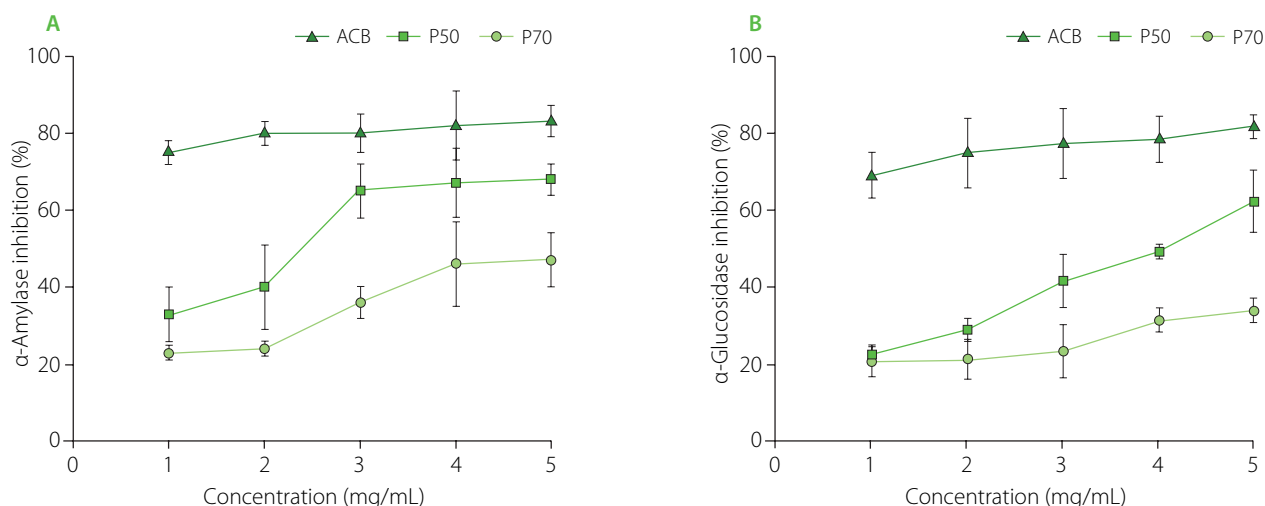 A
ACB P50 P70
α-Amylase inhibition (%)
100
80
60
40
20
0
0 1 2 3 4 5
Concentration (mg/mL)
B
ACB P50 P70
α-Glucosidase inhibition (%)
100
80
60
40
20
0
0 1 2 3 4 5
Concentration (mg/mL)